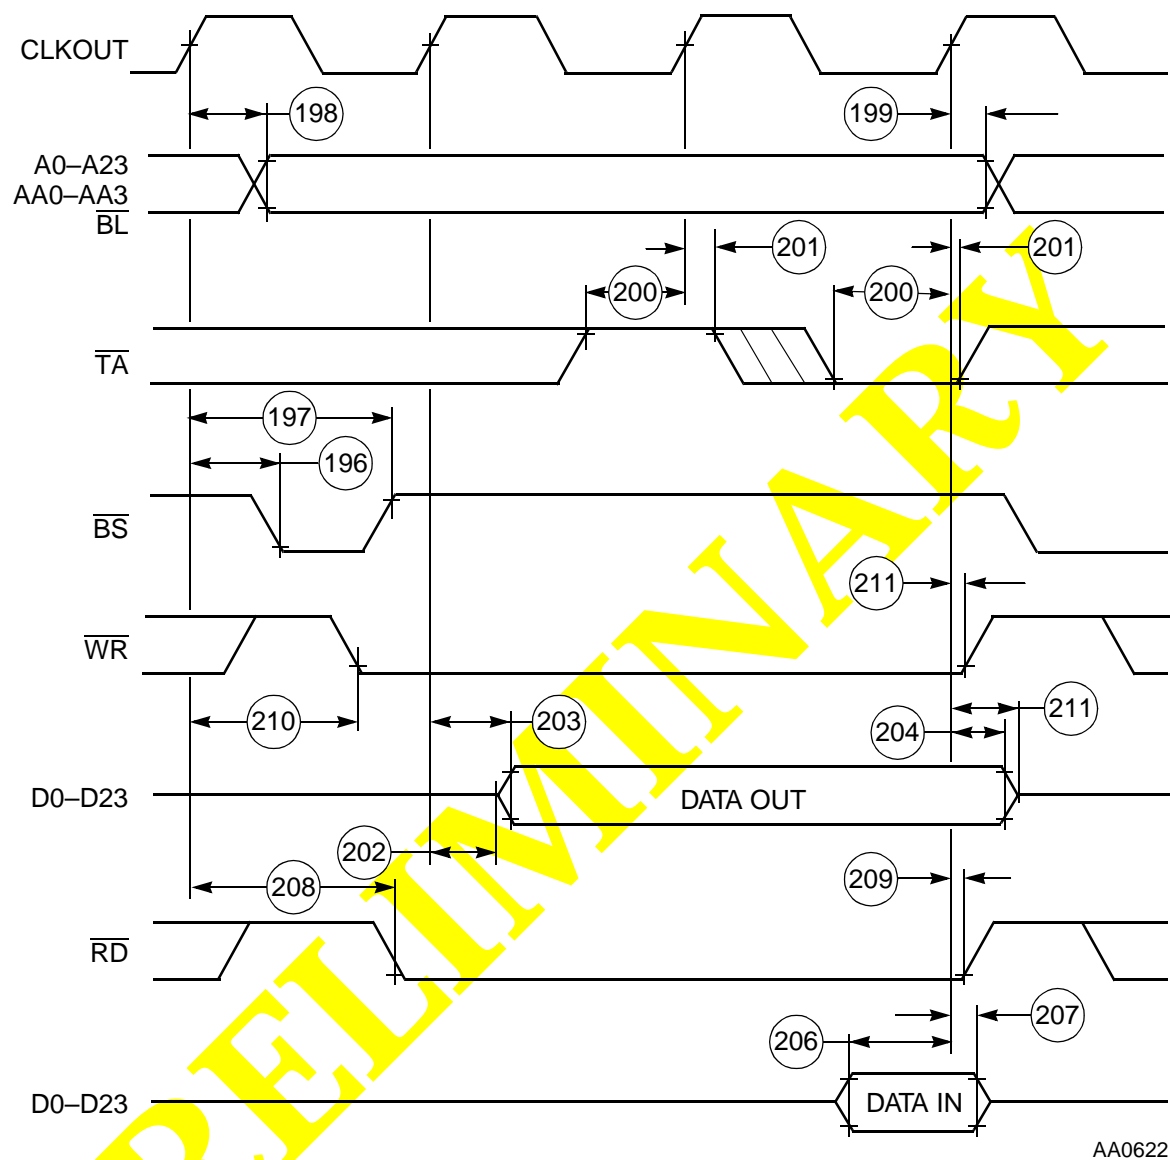 CLKOUT
198
199
A0–A23
AA0–AA3
BL
201
201
200
200
TA
197
196
BS
211
WR
210
203
211
204
D0–D23
DATA OUT
202
208
209
RD
207
206
D0–D23
DATA IN
AA0622
PRELIMINARY